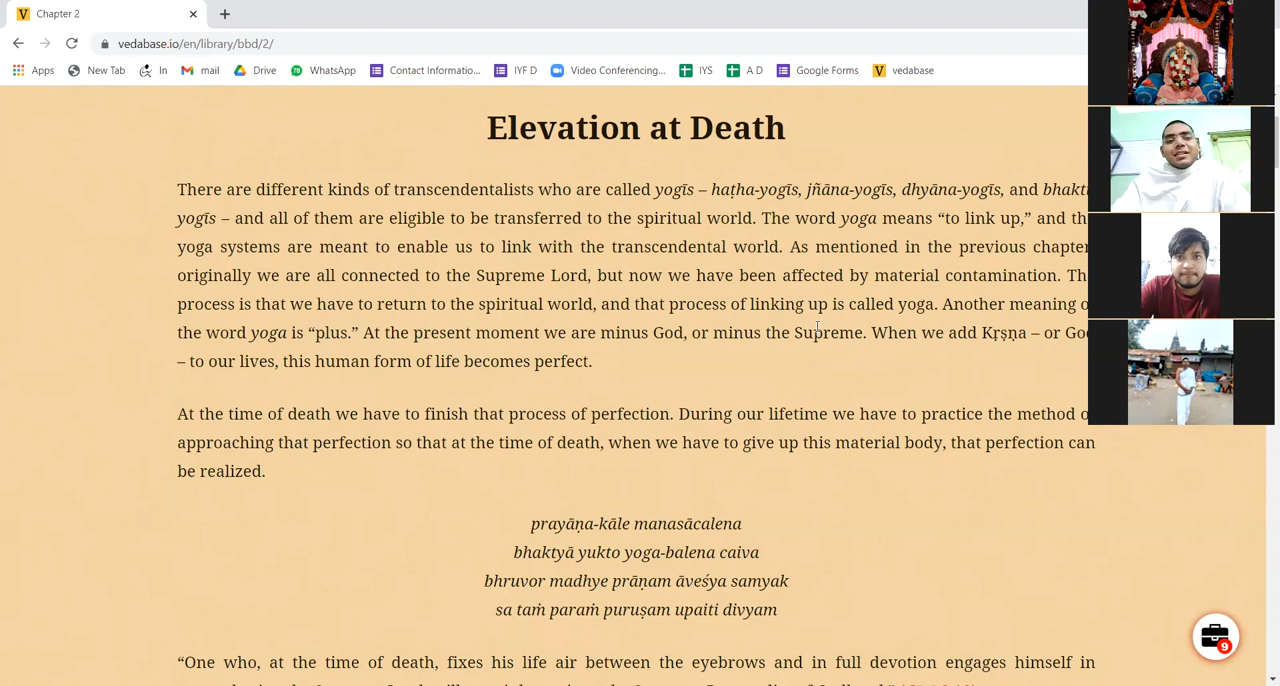 Chapter 2
vedabase.io/en/library/bbd/2/
Apps New Tab In mail Drive WhatsApp Contact Informatio... IYF D Video Conferencing... IYS A D Google Forms vedabase
Elevation at Death
There are different kinds of transcendentalists who are called yogīs – haṭha-yogīs, jñāna-yogīs, dhyāna-yogīs, and
yogīs – and all of them are eligible to be transferred to the spiritual world. The word yoga means “to link up,” and
yoga systems are meant to enable us to link with the transcendental world. As mentioned in the previous chapter
originally we are all connected to the Supreme Lord, but now we have been affected by material contamination.
process is that we have to return to the spiritual world, and that process of linking up is called yoga. Another meaning
the word yoga is “plus.” At the present moment we are minus God, or minus the Supreme. When we add Kṛṣṇa – or
– to our lives, this human form of life becomes perfect.
At the time of death we have to finish that process of perfection. During our lifetime we have to practice the method
approaching that perfection so that at the time of death, when we have to give up this material body, that perfection can
be realized.
prayāṇa-kāle manasācalena
bhaktyā yukto yoga-balena caiva
bhruvor madhye prāṇam āveśya samyak
sa taṁ paraṁ puruṣam upaiti divyam
“One who, at the time of death, fixes his life air between the eyebrows and in full devotion engages himself in
9